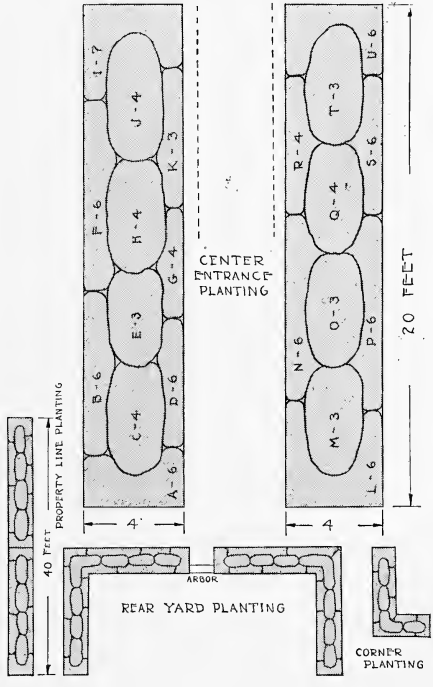 I-7
J-4
K-3
F-6
H-4
G-4
E-3
B-6
C-4
D-6
A-6
CENTER
ENTRANCE
PLANTING
U-6
T-3
R-4
S-6
Q-4
O-3
N-6
P-6
M-3
L-6
20 FEET
4'
4
PROPERTY LINE PLANTING
40 FEET
ARBOR
REAR YARD PLANTING
CORNER
PLANTING